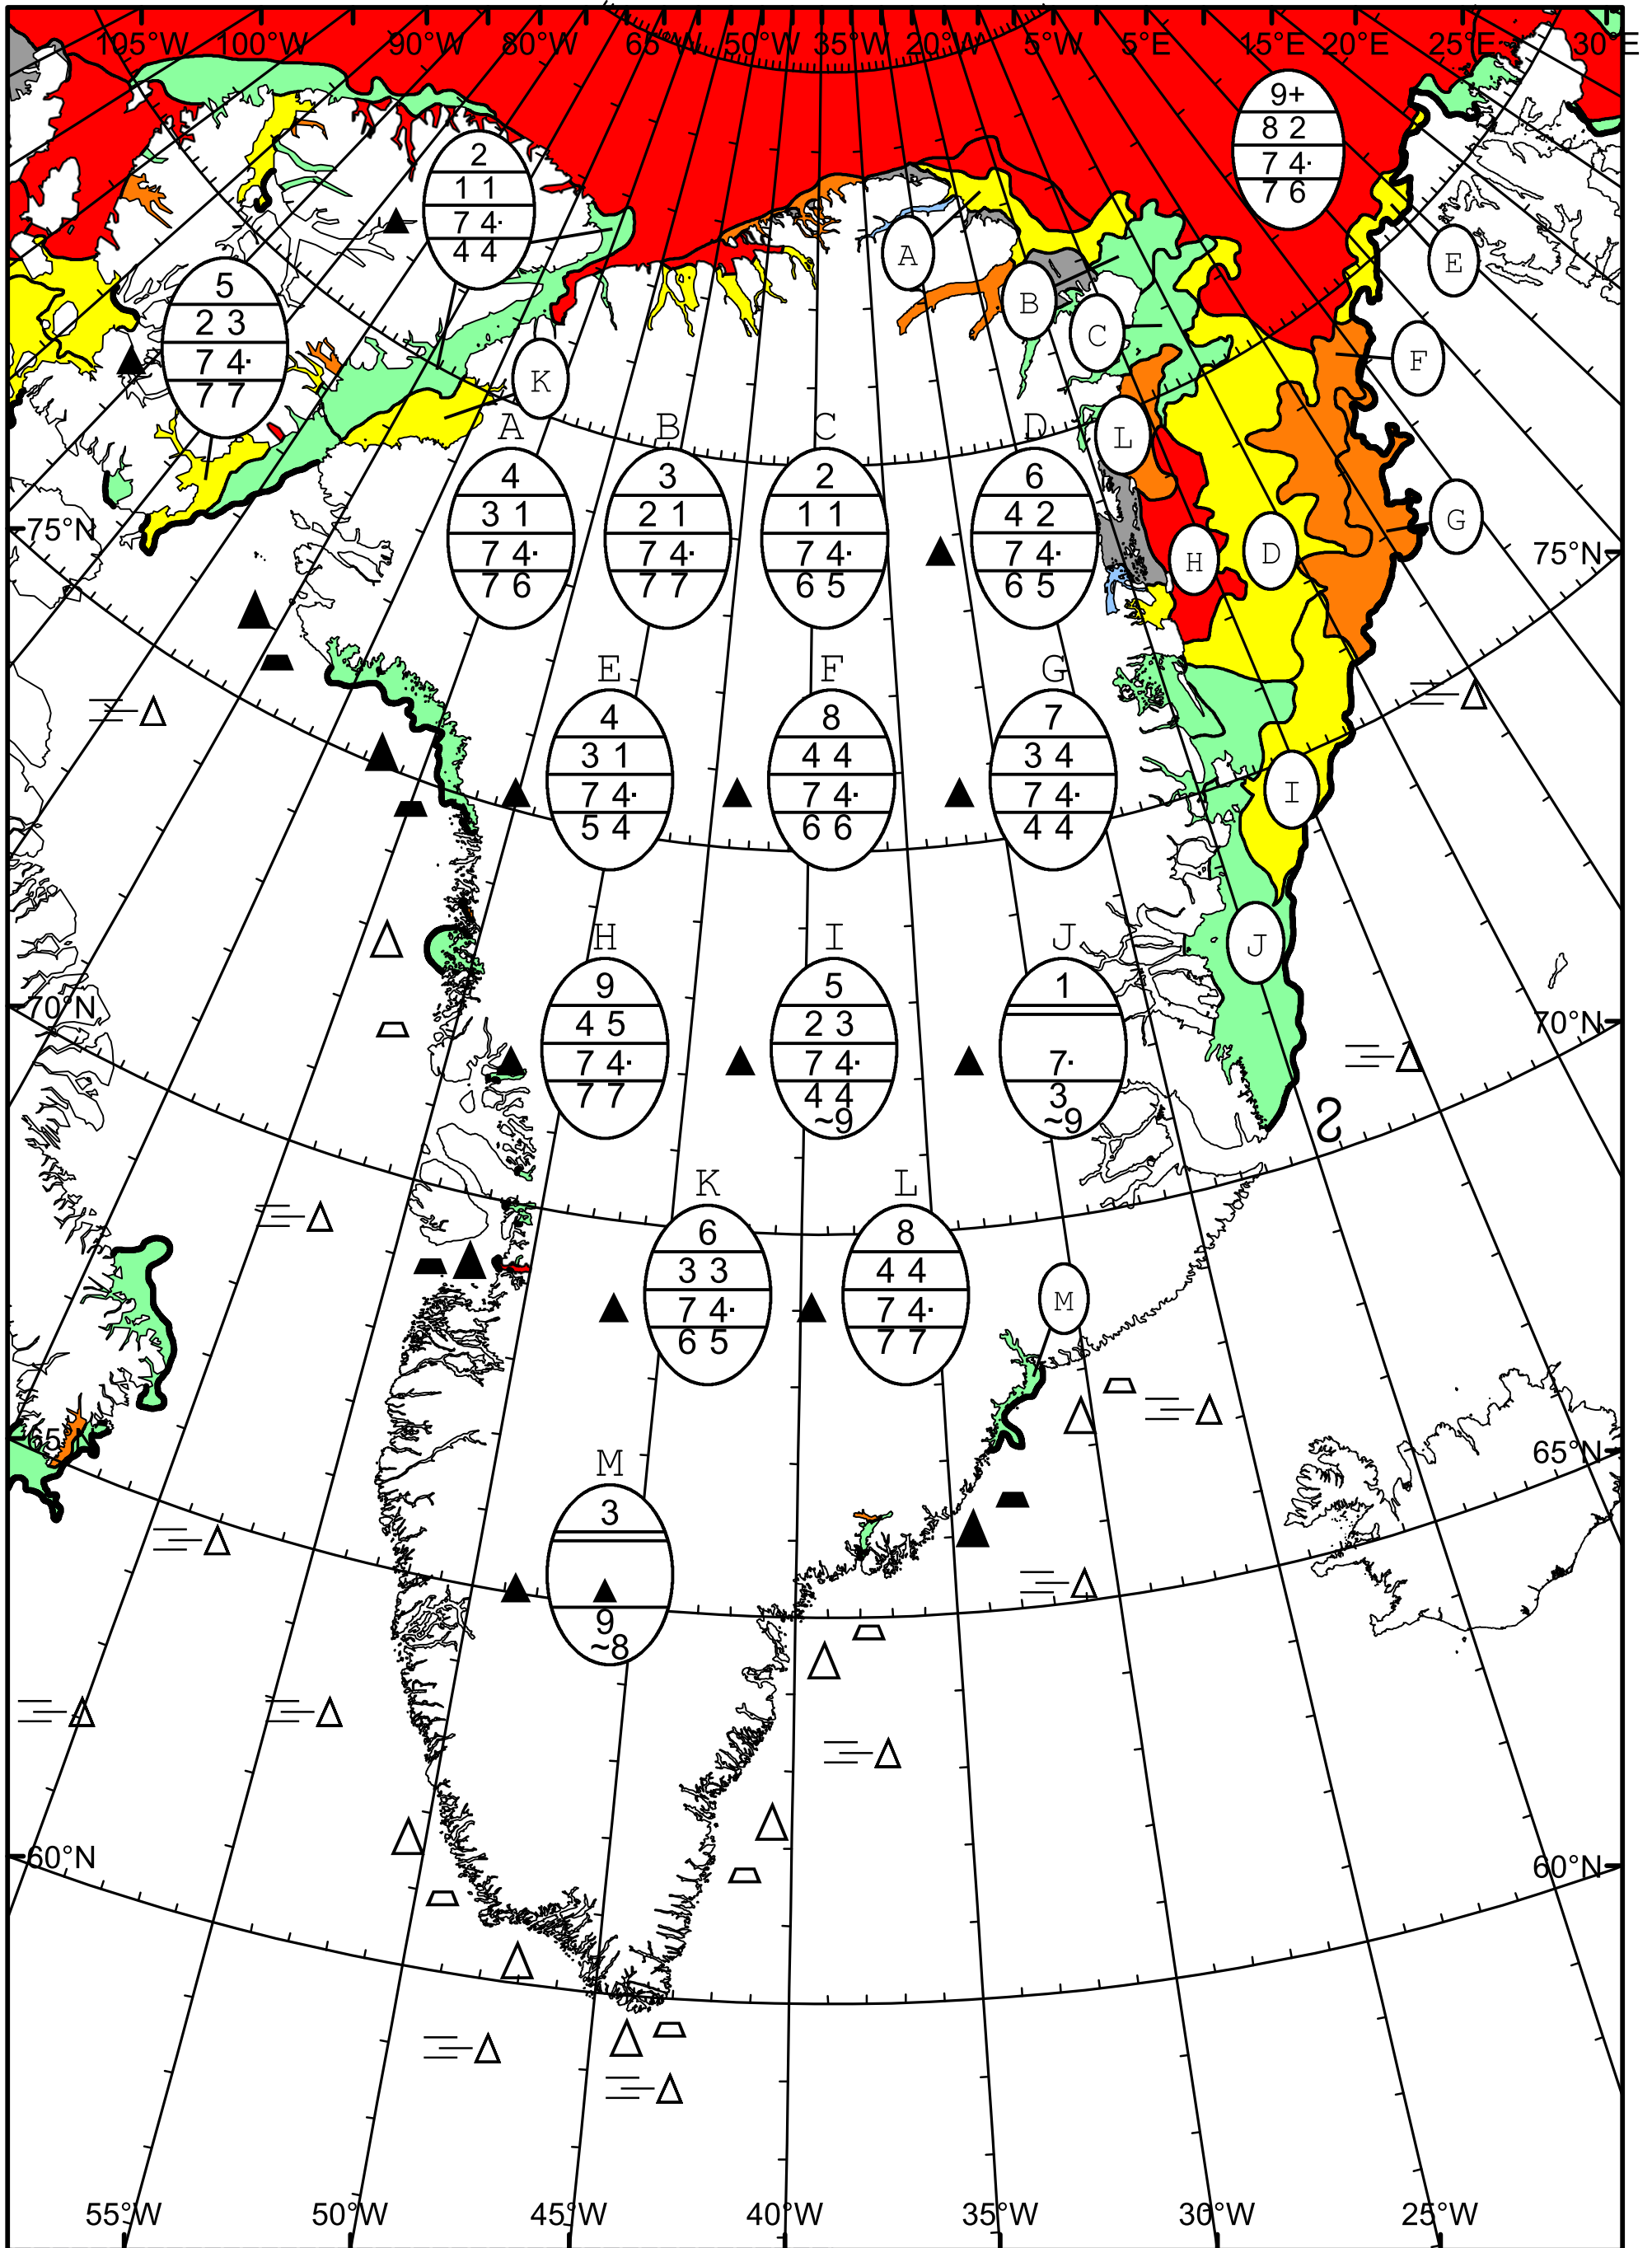 105°W 100°W 90°W 80°W 65°W 50°W 35°W 20°W 5°W 5°E 15°E 20°E 25°E 30°E
9+
8 2
7 4·
7 6
2
1 1
7 4·
4 4
A
E
5
2 3
7 4·
7 7
B
C
F
K
L
A B C D
4 3 2 6
3 1 2 1 1 1 4 2
7 4· 7 4· 7 4· 7 4·
7 6 7 7 6 5 6 5
G
75°N 75°N
H D
E F G
4 8 7
3 1 4 4 3 4
7 4· 7 4· 7 4·
5 4 6 6 4 4
I
H I J
J
9 5 1
4 5 2 3
7 4· 7 4· 7·
7 7 4 4 3
~9 ~9
70°N 70°N
K L
6 8
3 3 4 4
7 4· 7 4·
6 5 7 7
M
65°N 65°N
M
3
9
~8
60°N 60°N
55°W 50°W 45°W 40°W 35°W 30°W 25°W